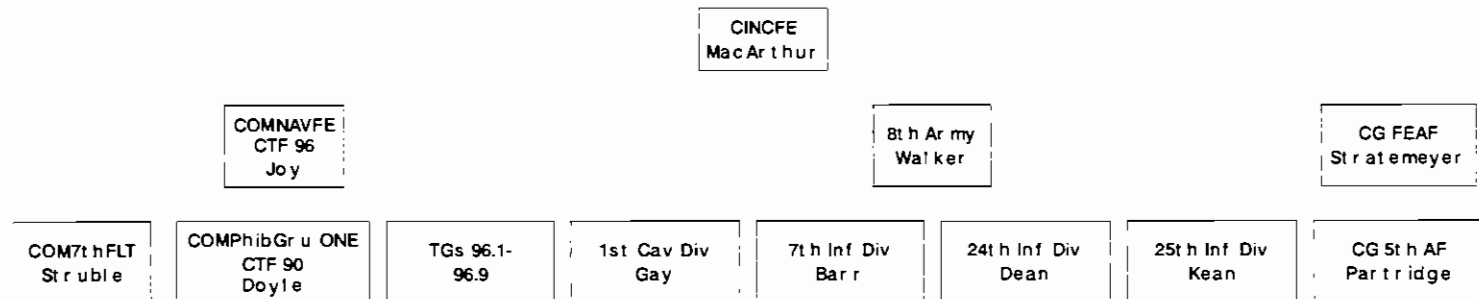 CINCFE
MacArthur
COMNAVFE
CTF 96
Joy
8th Army
Walker
CG FEAF
Stratemeyer
COM7thFLT
Struble
COMPhibGru ONE
CTF 90
Doyle
TGs 96.1-
96.9
1st Cav Div
Gay
7th Inf Div
Barr
24th Inf Div
Dean
25th Inf Div
Kean
CG 5th AF
Partridge